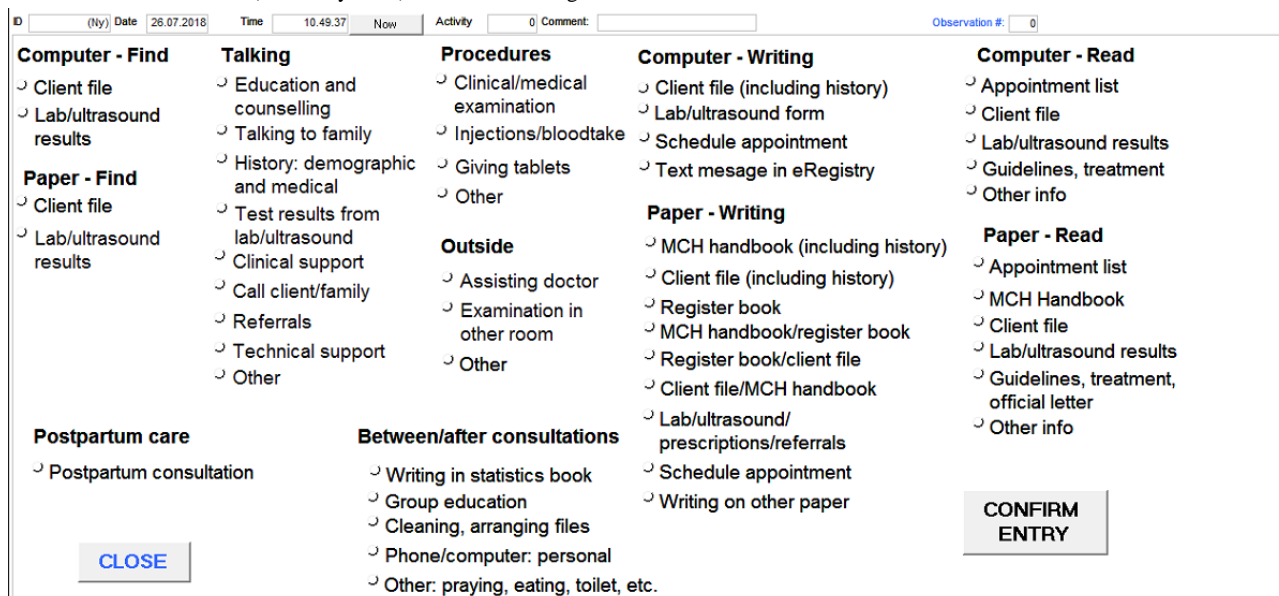 ID (Ny) Date 26.07.2018 Time 10.49.37 Now Activity 0 Comment: Observation #: 0
Computer - Find
Client file
Lab/ultrasound
results
Paper - Find
Client file
Lab/ultrasound
results
Talking
Education and
counselling
Talking to family
History: demographic
and medical
Test results from
lab/ultrasound
Clinical support
Call client/family
Referrals
Technical support
Other
Procedures
Clinical/medical
examination
Injections/bloodtake
Giving tablets
Other
Outside
Assisting doctor
Examination in
other room
Other
Computer - Writing
Client file (including history)
Lab/ultrasound form
Schedule appointment
Text mesage in eRegistry
Paper - Writing
MCH handbook (including history)
Client file (including history)
Register book
MCH handbook/register book
Register book/client file
Client file/MCH handbook
Lab/ultrasound/
prescriptions/referrals
Schedule appointment
Writing on other paper
Computer - Read
Appointment list
Client file
Lab/ultrasound results
Guidelines, treatment
Other info
Paper - Read
Appointment list
MCH Handbook
Client file
Lab/ultrasound results
Guidelines, treatment,
official letter
Other info
Postpartum care
Postpartum consultation
Between/after consultations
Writing in statistics book
Group education
Cleaning, arranging files
Phone/computer: personal
Other: praying, eating, toilet, etc.
CLOSE
CONFIRM
ENTRY